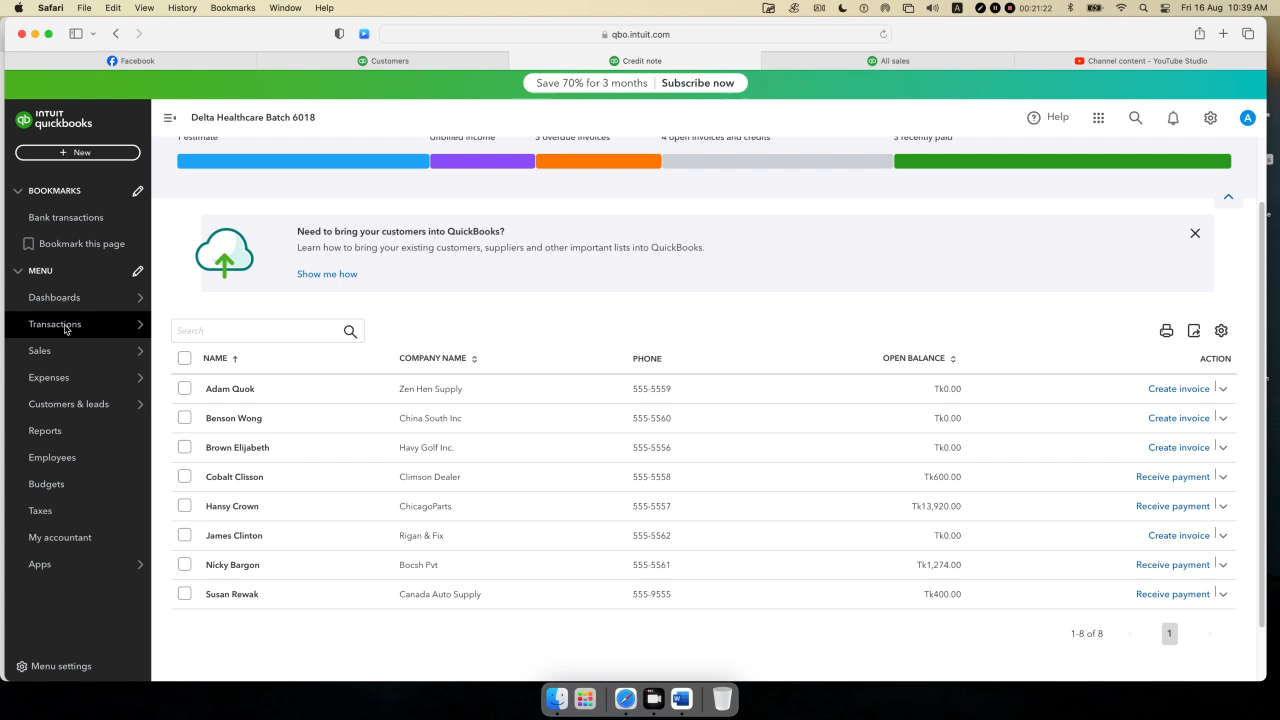 Safari File Edit View History Bookmarks Window Help A 00:21:22 Fri 16 Aug 10:39 AM
qbo.intuit.com
Facebook Customers Credit note All sales Channel content – YouTube Studio
Save 70% for 3 months Subscribe now
INTUIT quickbooks
Delta Healthcare Batch 6018 Help A
1 estimate Unbilled income 3 overdue invoices 4 open invoices and credits 3 recently paid
+ New
BOOKMARKS
Bank transactions
Bookmark this page
MENU
Dashboards
Transactions
Sales
Expenses
Customers & leads
Reports
Employees
Budgets
Taxes
My accountant
Apps
Menu settings
Need to bring your customers into QuickBooks?
Learn how to bring your existing customers, suppliers and other important lists into QuickBooks.
Show me how
Search
NAME COMPANY NAME PHONE OPEN BALANCE ACTION
Adam Quok Zen Hen Supply 555-5559 Tk0.00 Create invoice
Benson Wong China South Inc 555-5560 Tk0.00 Create invoice
Brown Elijabeth Havy Golf Inc. 555-5556 Tk0.00 Create invoice
Cobalt Clisson Climson Dealer 555-5558 Tk600.00 Receive payment
Hansy Crown ChicagoParts 555-5557 Tk13,920.00 Receive payment
James Clinton Rigan & Fix 555-5562 Tk0.00 Create invoice
Nicky Bargon Bocsh Pvt 555-5561 Tk1,274.00 Receive payment
Susan Rewak Canada Auto Supply 555-9555 Tk400.00 Receive payment
1-8 of 8 1